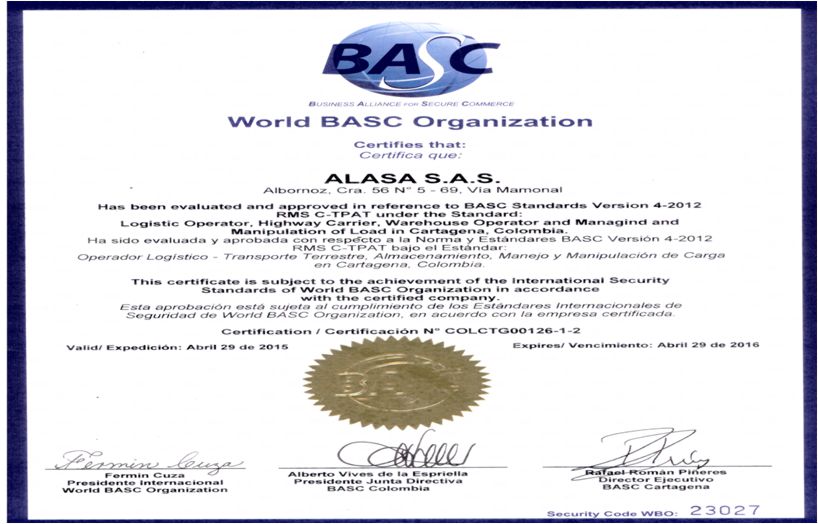 BASC
BUSINESS ALLIANCE FOR SECURE COMMERCE
World BASC Organization
Certifies that:
Certifica que:
ALASA S.A.S.
Albornoz, Cra. 56 N° 5 - 69, Vía Mamonal
Has been evaluated and approved in reference to BASC Standards Version 4-2012
RMS C-TPAT under the Standard:
Logistic Operator, Highway Carrier, Warehouse Operator and Managind and
Manipulation of Load in Cartagena, Colombia.
Ha sido evaluada y aprobada con respecto a la Norma y Estándares BASC Versión 4-2012
RMS C-TPAT bajo el Estándar:
Operador Logístico - Transporte Terrestre, Almacenamiento, Manejo y Manipulación de Carga
en Cartagena, Colombia.
This certificate is subject to the achievement of the International Security
Standards of World BASC Organization in accordance
with the certified company.
Esta aprobación está sujeta al cumplimiento de los Estándares Internacionales de
Seguridad de World BASC Organization, en acuerdo con la empresa certificada.
Certification / Certificación N° COLCTG00126-1-2
Valid/ Expedición: Abril 29 de 2015
Expires/ Vencimiento: Abril 29 de 2016
BASC
Fermin Cuza
Fermin Cuza
Presidente Internacional
World BASC Organization
Alberto Vives de la Espriella
Presidente Junta Directiva
BASC Colombia
Rafael Román Piñeres
Director Ejecutivo
BASC Cartagena
Security Code WBO: 23027